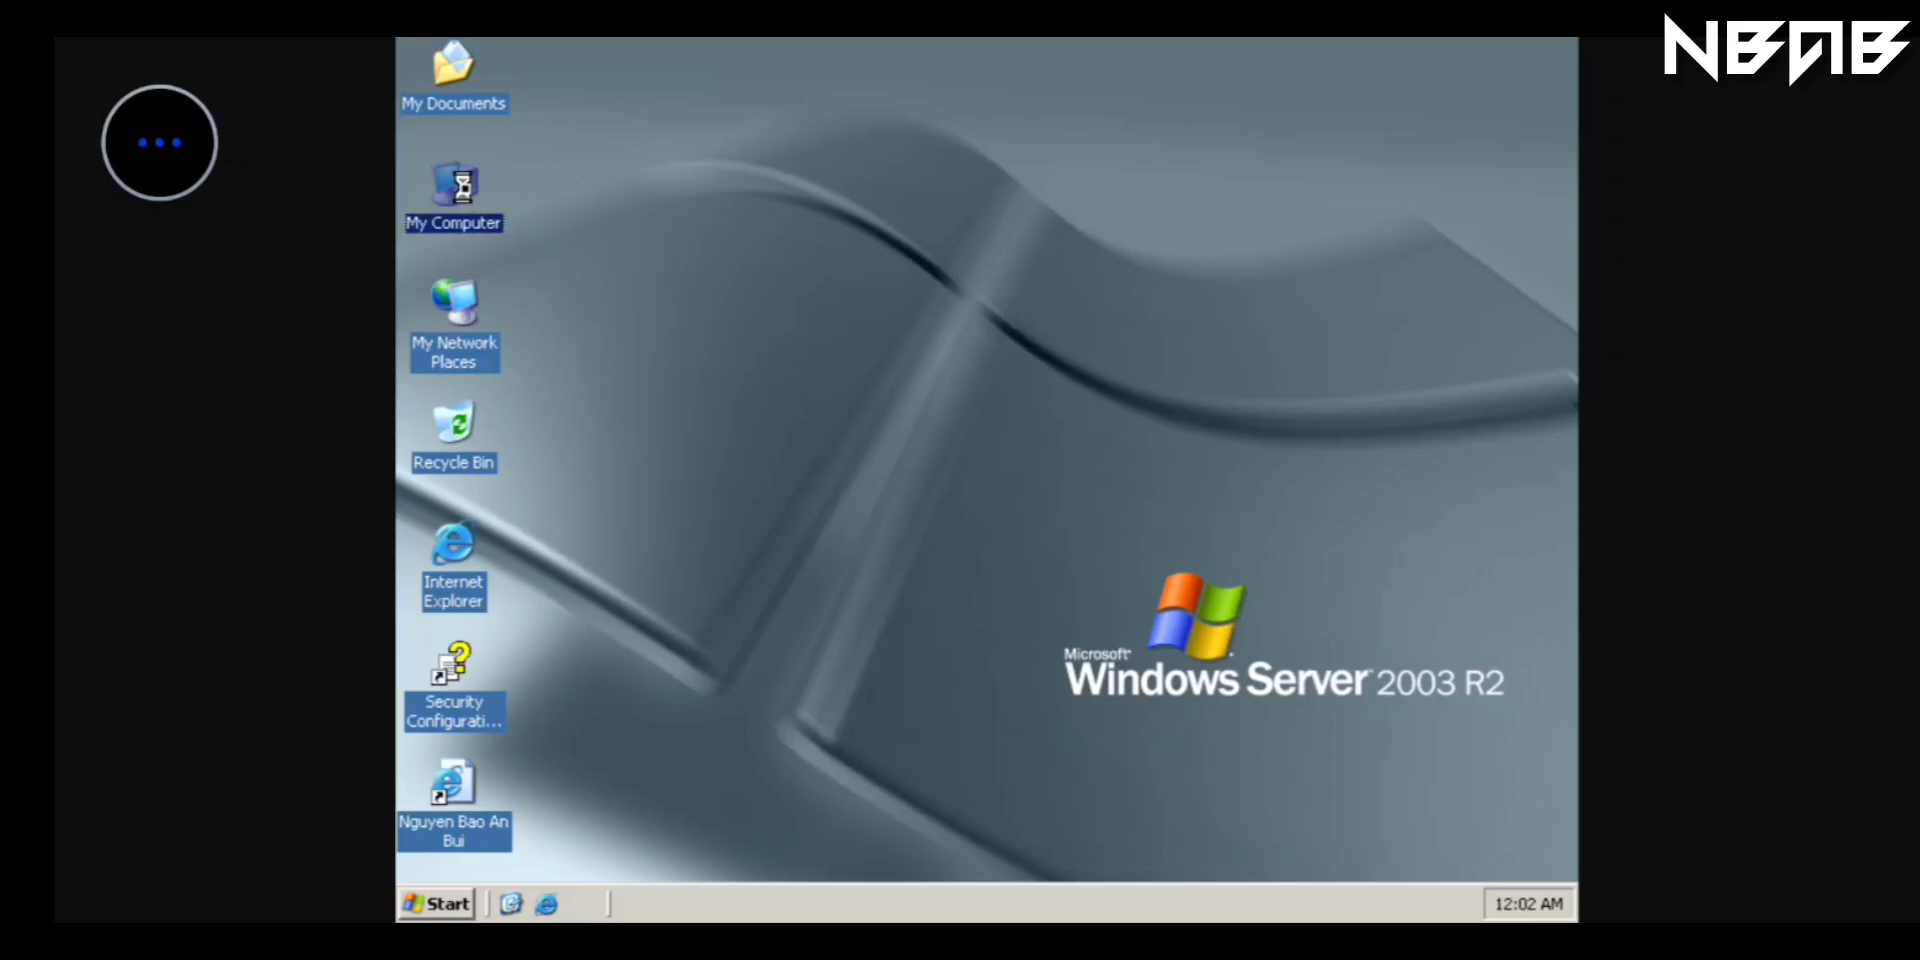 NBAB
My Documents
My Computer
My Network
Places
Recycle Bin
Internet
Explorer
Security
Configurati...
Nguyen Bao An
Bui
Microsoft
Windows Server 2003 R2
Start
12:02 AM